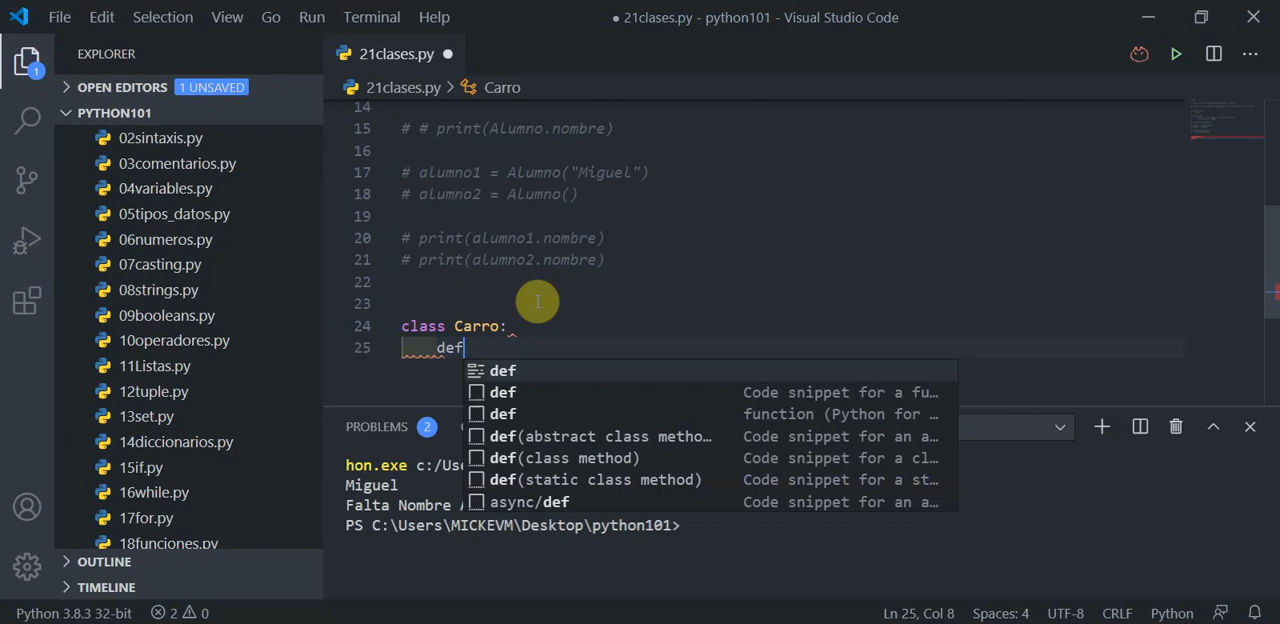 File Edit Selection View Go Run Terminal Help
● 21clases.py - python101 - Visual Studio Code
EXPLORER
21clases.py ●
OPEN EDITORS 1 UNSAVED
21clases.py > Carro
1
PYTHON101
02sintaxis.py
03comentarios.py
04variables.py
05tipos_datos.py
06numeros.py
07casting.py
08strings.py
09booleans.py
10operadores.py
11Listas.py
12tuple.py
13set.py
14diccionarios.py
15if.py
16while.py
17for.py
18funciones.py
OUTLINE
TIMELINE
14
15 # # print(Alumno.nombre)
16
17 # alumno1 = Alumno("Miguel")
18 # alumno2 = Alumno()
19
20 # print(alumno1.nombre)
21 # print(alumno2.nombre)
22
23
24 class Carro:
25 def
def
def Code snippet for a fu…
def function (Python for …
def(abstract class metho… Code snippet for an a…
def(class method) Code snippet for a cl…
def(static class method) Code snippet for a st…
async/def Code snippet for an a…
PROBLEMS 2
hon.exe c:/Use
Miguel
Falta Nombre
PS C:\Users\MICKEVM\Desktop\python101>
Python 3.8.3 32-bit 2 0 Ln 25, Col 8 Spaces: 4 UTF-8 CRLF Python